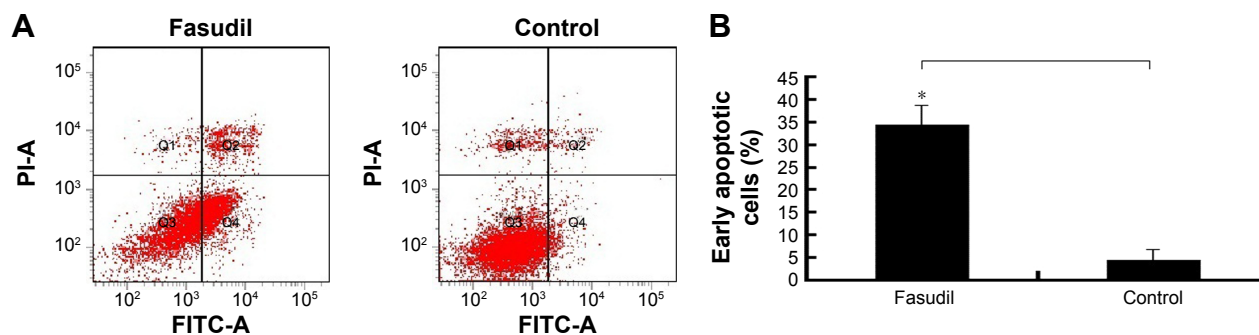 A
Fasudil
PI-A
10⁵
10⁴
10³
10²
Q1
Q2
Q3
Q4
10² 10³ 10⁴ 10⁵
FITC-A
Control
PI-A
10⁵
10⁴
10³
10²
Q1
Q2
Q3
Q4
10² 10³ 10⁴ 10⁵
FITC-A
B
Early apoptotic
cells (%)
45
40
35
30
25
20
15
10
5
0
*
Fasudil
Control